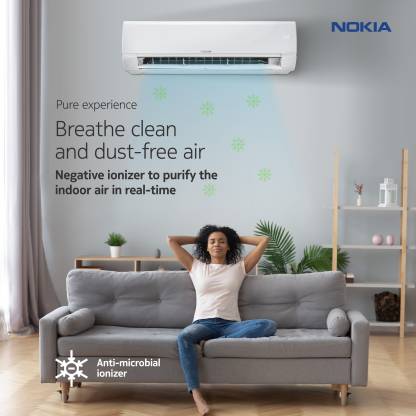 NOKIA
Pure experience
Breathe clean
and dust-free air
Negative ionizer to purify the
indoor air in real-time
Anti-microbial
ionizer